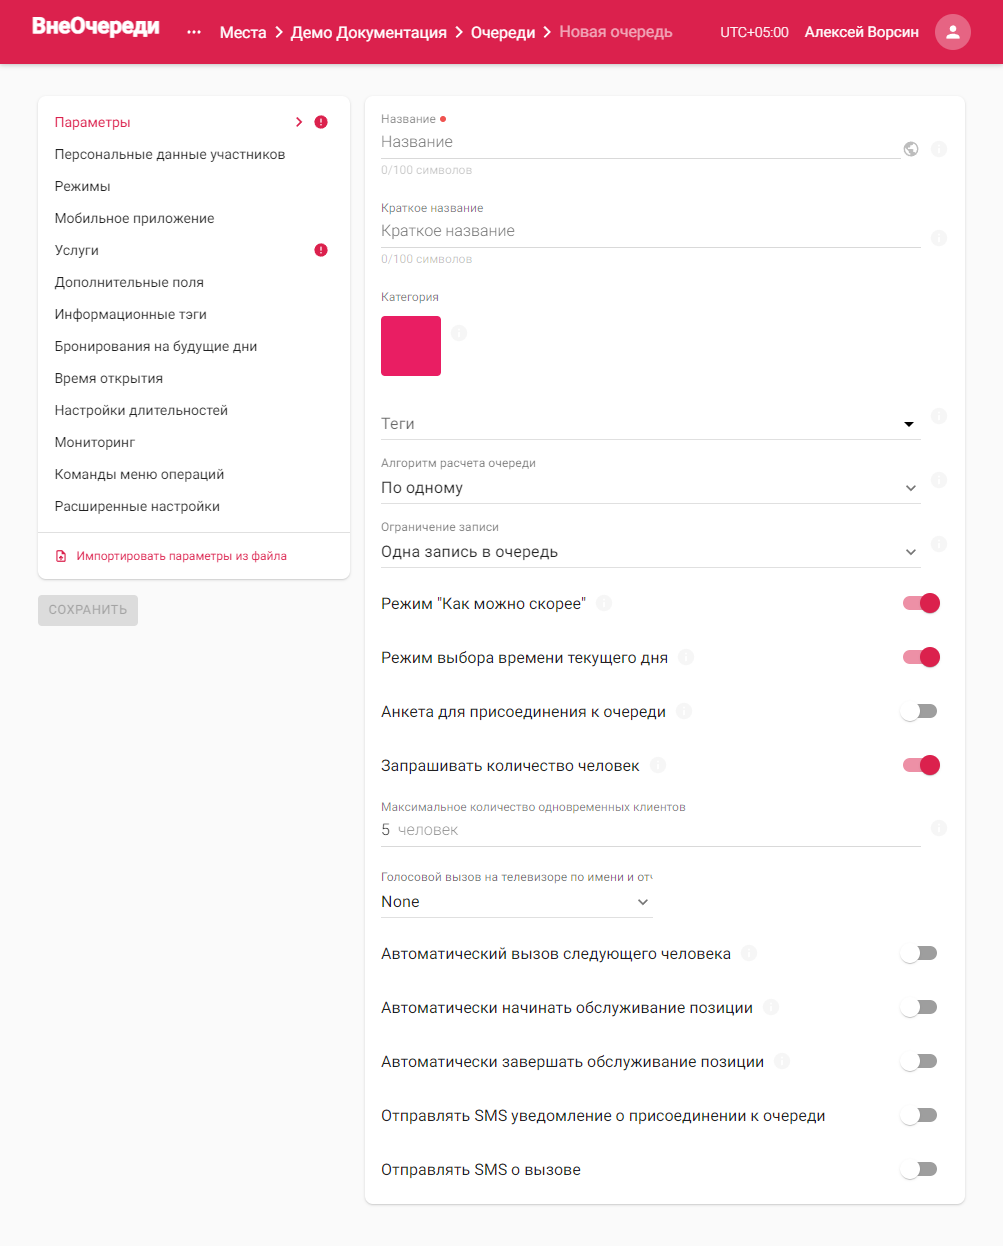 ВнеОчереди
··· Места > Демо Документация > Очереди > Новая очередь
UTC+05:00 Алексей Ворсин
Параметры
Персональные данные участников
Режимы
Мобильное приложение
Услуги
Дополнительные поля
Информационные тэги
Бронирования на будущие дни
Время открытия
Настройки длительностей
Мониторинг
Команды меню операций
Расширенные настройки
Импортировать параметры из файла
СОХРАНИТЬ
Название
Название
0/100 символов
Краткое название
Краткое название
0/100 символов
Категория
Теги
Алгоритм расчета очереди
По одному
Ограничение записи
Одна запись в очередь
Режим "Как можно скорее"
Режим выбора времени текущего дня
Анкета для присоединения к очереди
Запрашивать количество человек
Максимальное количество одновременных клиентов
5 человек
Голосовой вызов на телевизоре по имени и отч
None
Автоматический вызов следующего человека
Автоматически начинать обслуживание позиции
Автоматически завершать обслуживание позиции
Отправлять SMS уведомление о присоединении к очереди
Отправлять SMS о вызове